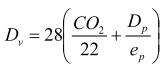 D_v = 28(CO_2/22 + D_p/e_p)